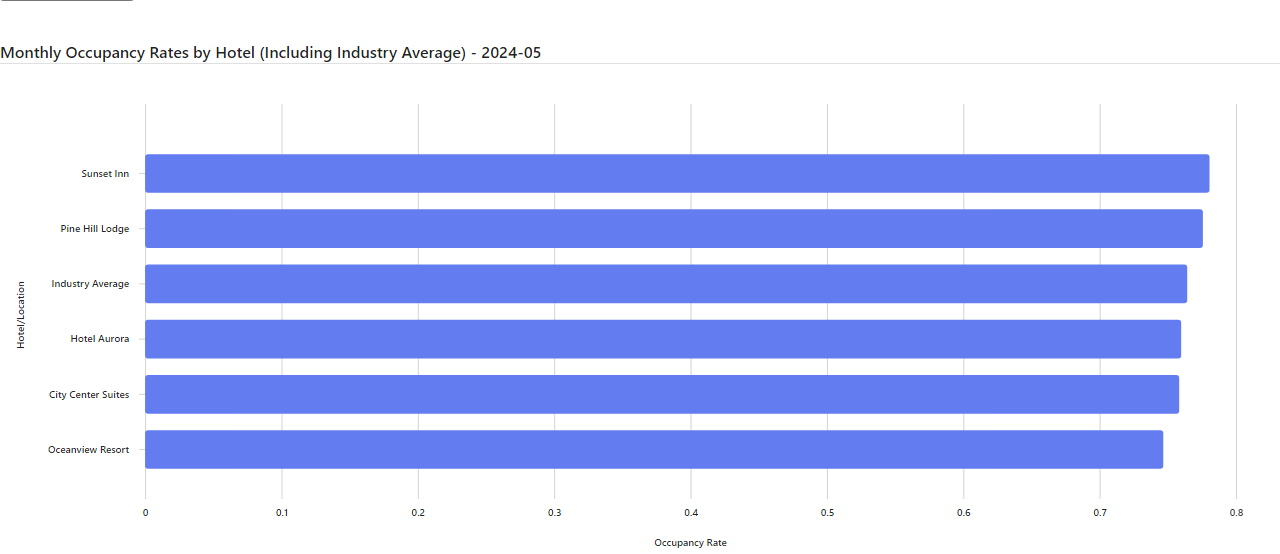 Monthly Occupancy Rates by Hotel (Including Industry Average) - 2024-05
Hotel/Location
Sunset Inn
Pine Hill Lodge
Industry Average
Hotel Aurora
City Center Suites
Oceanview Resort
0 0.1 0.2 0.3 0.4 0.5 0.6 0.7 0.8
Occupancy Rate